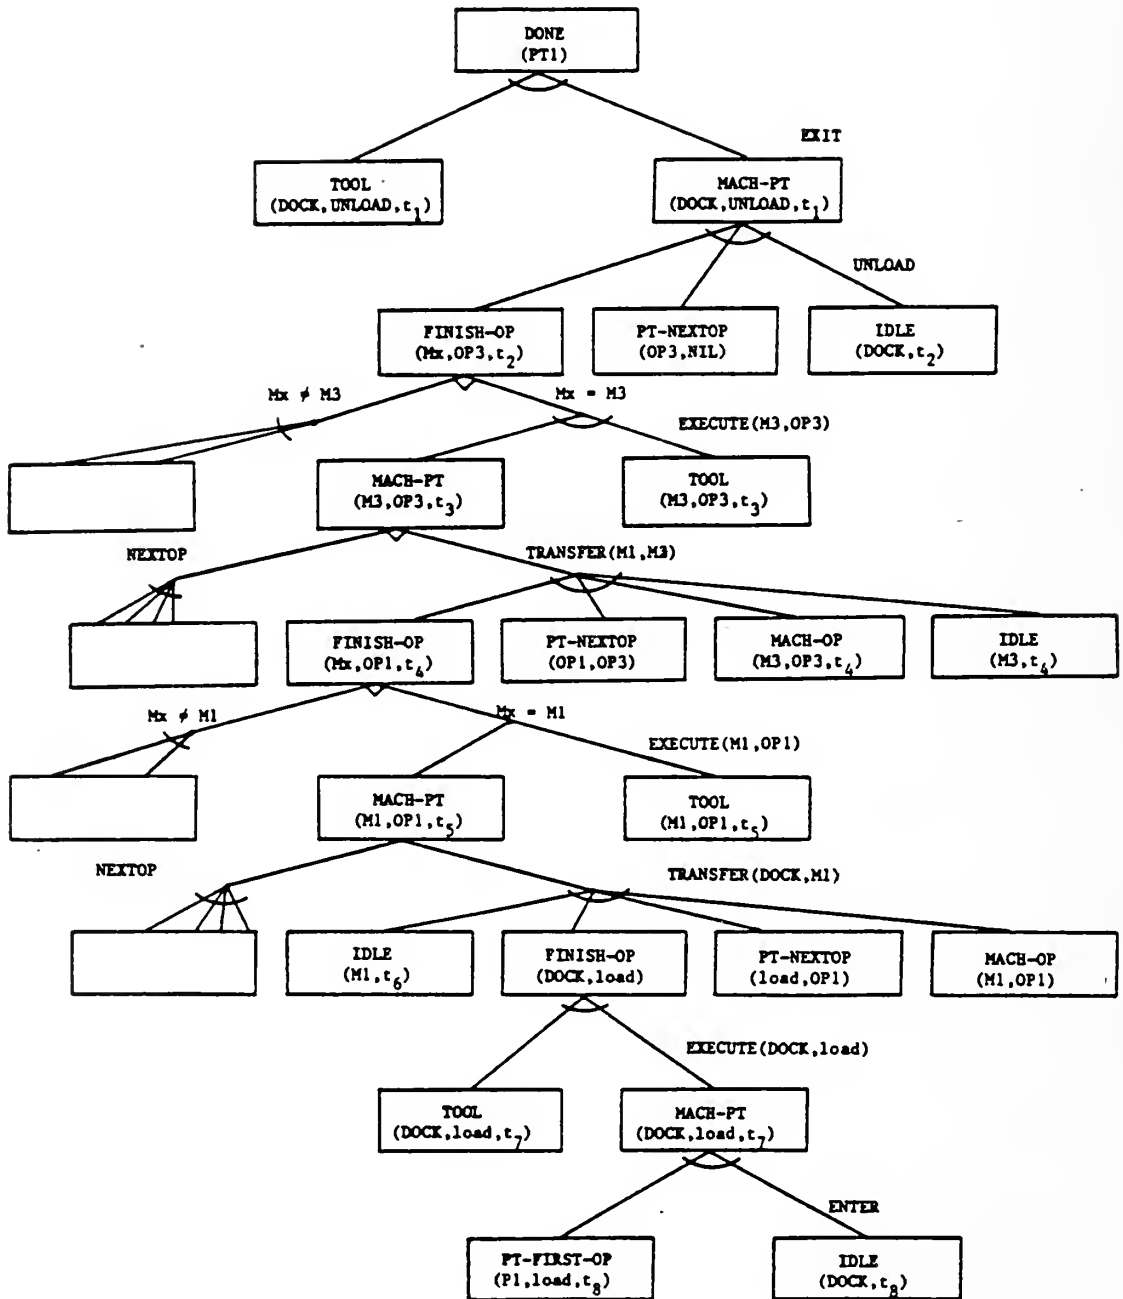 DONE
(PT1)
EXIT
TOOL
(DOCK,UNLOAD,t₁)
MACH-PT
(DOCK,UNLOAD,t₁)
UNLOAD
FINISH-OP
(Mx,OP3,t₂)
PT-NEXTOP
(OP3,NIL)
IDLE
(DOCK,t₂)
Mx ≠ M3
Mx = M3
EXECUTE(M3,OP3)
MACH-PT
(M3,OP3,t₃)
TOOL
(M3,OP3,t₃)
NEXTOP
TRANSFER(M1,M3)
FINISH-OP
(Mx,OP1,t₄)
PT-NEXTOP
(OP1,OP3)
MACH-OP
(M3,OP3,t₄)
IDLE
(M3,t₄)
Mx ≠ M1
Mx = M1
EXECUTE(M1,OP1)
MACH-PT
(M1,OP1,t₅)
TOOL
(M1,OP1,t₅)
NEXTOP
TRANSFER(DOCK,M1)
IDLE
(M1,t₆)
FINISH-OP
(DOCK,load)
PT-NEXTOP
(load,OP1)
MACH-OP
(M1,OP1)
EXECUTE(DOCK,load)
TOOL
(DOCK,load,t₇)
MACH-PT
(DOCK,load,t₇)
ENTER
PT-FIRST-OP
(P1,load,t₈)
IDLE
(DOCK,t₈)